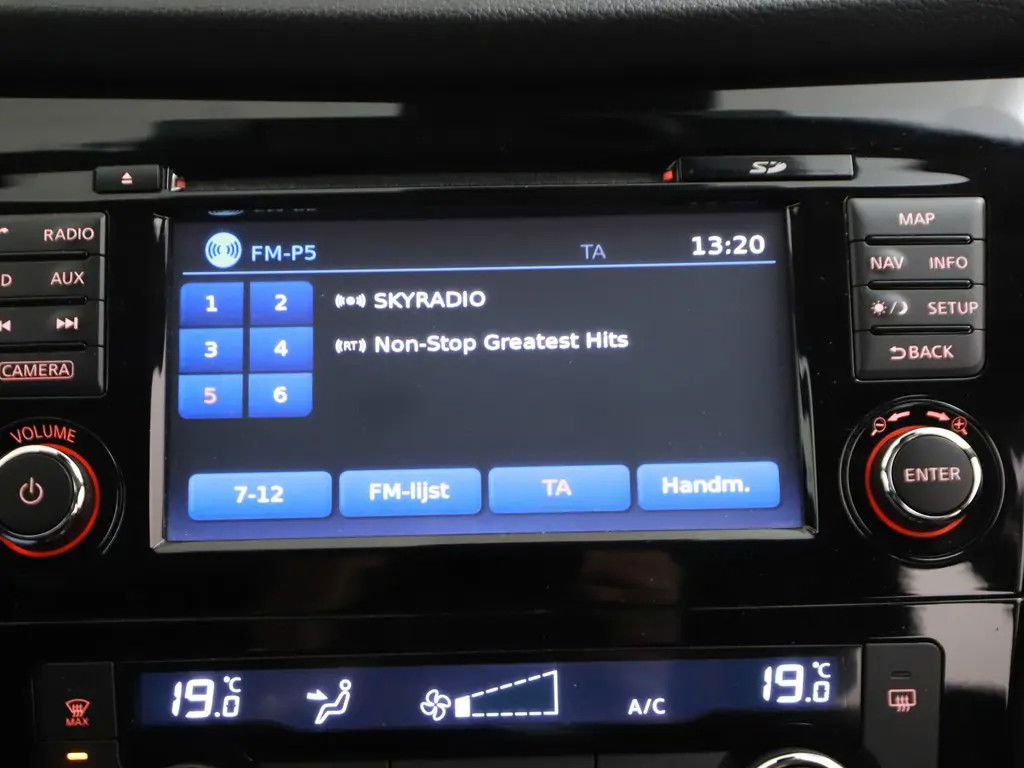 SD
RADIO
D AUX
CAMERA
VOLUME
FM-P5 TA 13:20
1 2 SKYRADIO
3 4 RT Non-Stop Greatest Hits
5 6
7-12 FM-lijst TA Handm.
MAP
NAV INFO
SETUP
BACK
ENTER
MAX
19.0°C A/C 19.0°C